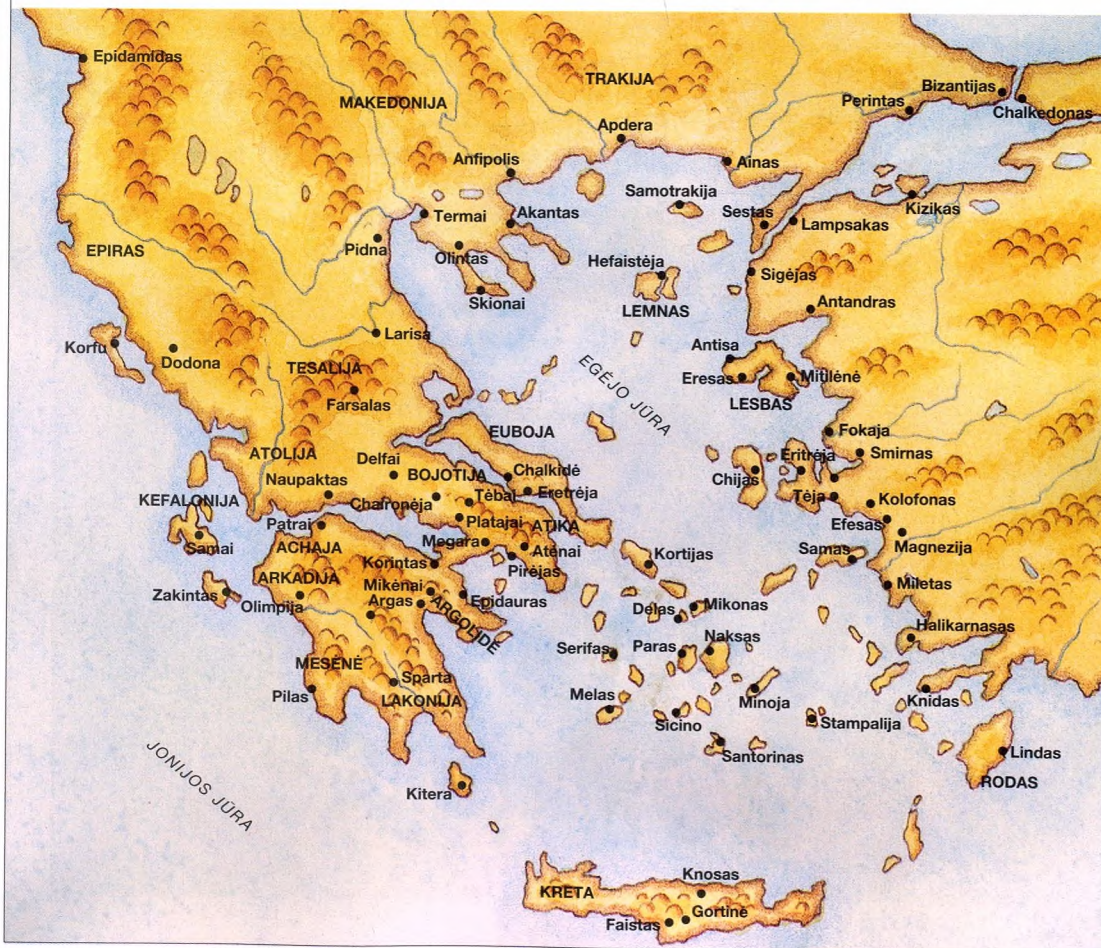 Epidamidas
TRAKIJA
Bizantijas
MAKEDONIJA
Perintas
Chalkedonas
Apdera
Anfipolis
Ainas
Samotrakija
Kizikas
Termai
Akantas
Sestas
Lampsakas
EPIRAS
Pidna
Olintas
Hefaistėja
Sigėjas
Skionai
LEMNAS
Antandras
Larisa
Korfu
Dodona
Antisa
TESALIJA
EGĖJO JŪRA
Eresas
Mitilėnė
Farsalas
LESBAS
EUBOJA
Fokaja
ATOLIJA
Delfai
BOJOTIJA
Chalkidė
Eritrėja
Smirnas
Naupaktas
Chijas
KEFALONIJA
Chaironėja
Tėbai
Eretrėja
Tėja
Kolofonas
Patrai
Platajai
ATIKA
Efesas
Samai
ACHAJA
Megara
Atėnai
Magnezija
Korintas
Pirėjas
Kortijas
Samas
ARKADIJA
Mikėnai
Miletas
Zakintas
Olimpija
Argas
Epidauras
ARGOLIDĖ
Delas
Mikonas
Halikarnasas
Serifas
Paras
Naksas
MESĖNĖ
Sparta
Pilas
LAKONIJA
Melas
Minoja
Knidas
Sicino
Stampalija
Santorinas
Lindas
JONIJOS JŪRA
RODAS
Kitera
KRETA
Knosas
Gortinė
Faistas